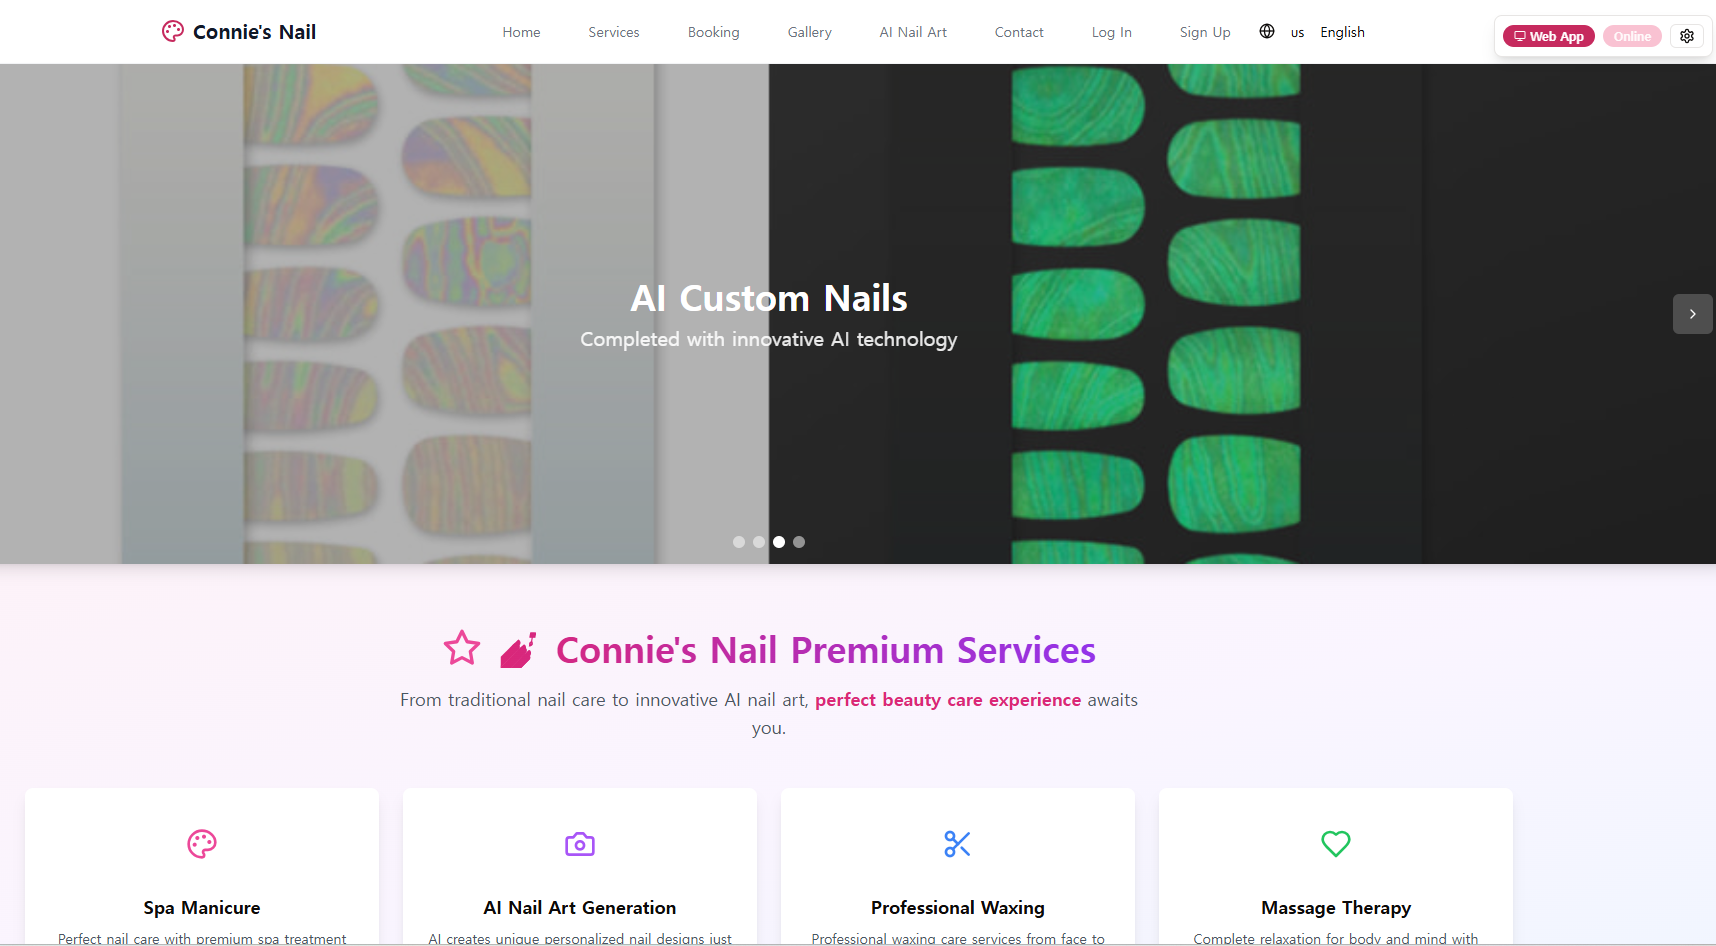 Connie's Nail
Home
Services
Booking
Gallery
AI Nail Art
Contact
Log In
Sign Up
us
English
Web App
Online
AI Custom Nails
Completed with innovative AI technology
Connie's Nail Premium Services
From traditional nail care to innovative AI nail art, perfect beauty care experience awaits
you.
Spa Manicure
Perfect nail care with premium spa treatment
AI Nail Art Generation
AI creates unique personalized nail designs just
Professional Waxing
Professional waxing care services from face to
Massage Therapy
Complete relaxation for body and mind with